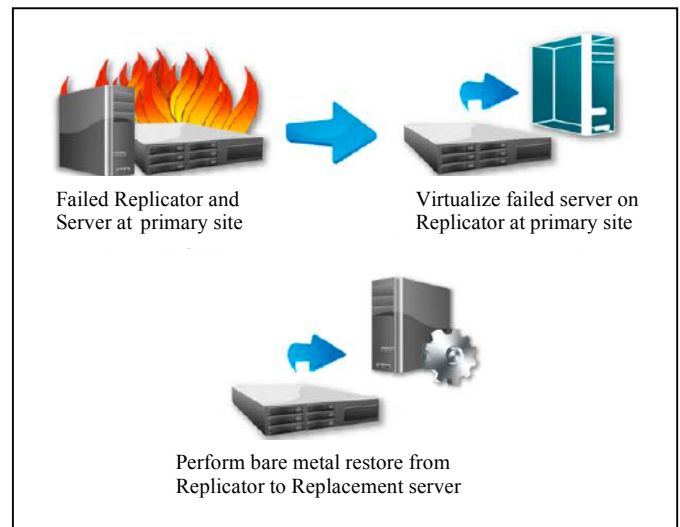 Failed Replicator and
Server at primary site
Virtualize failed server on
Replicator at primary site
Perform bare metal restore from
Replicator to Replacement server